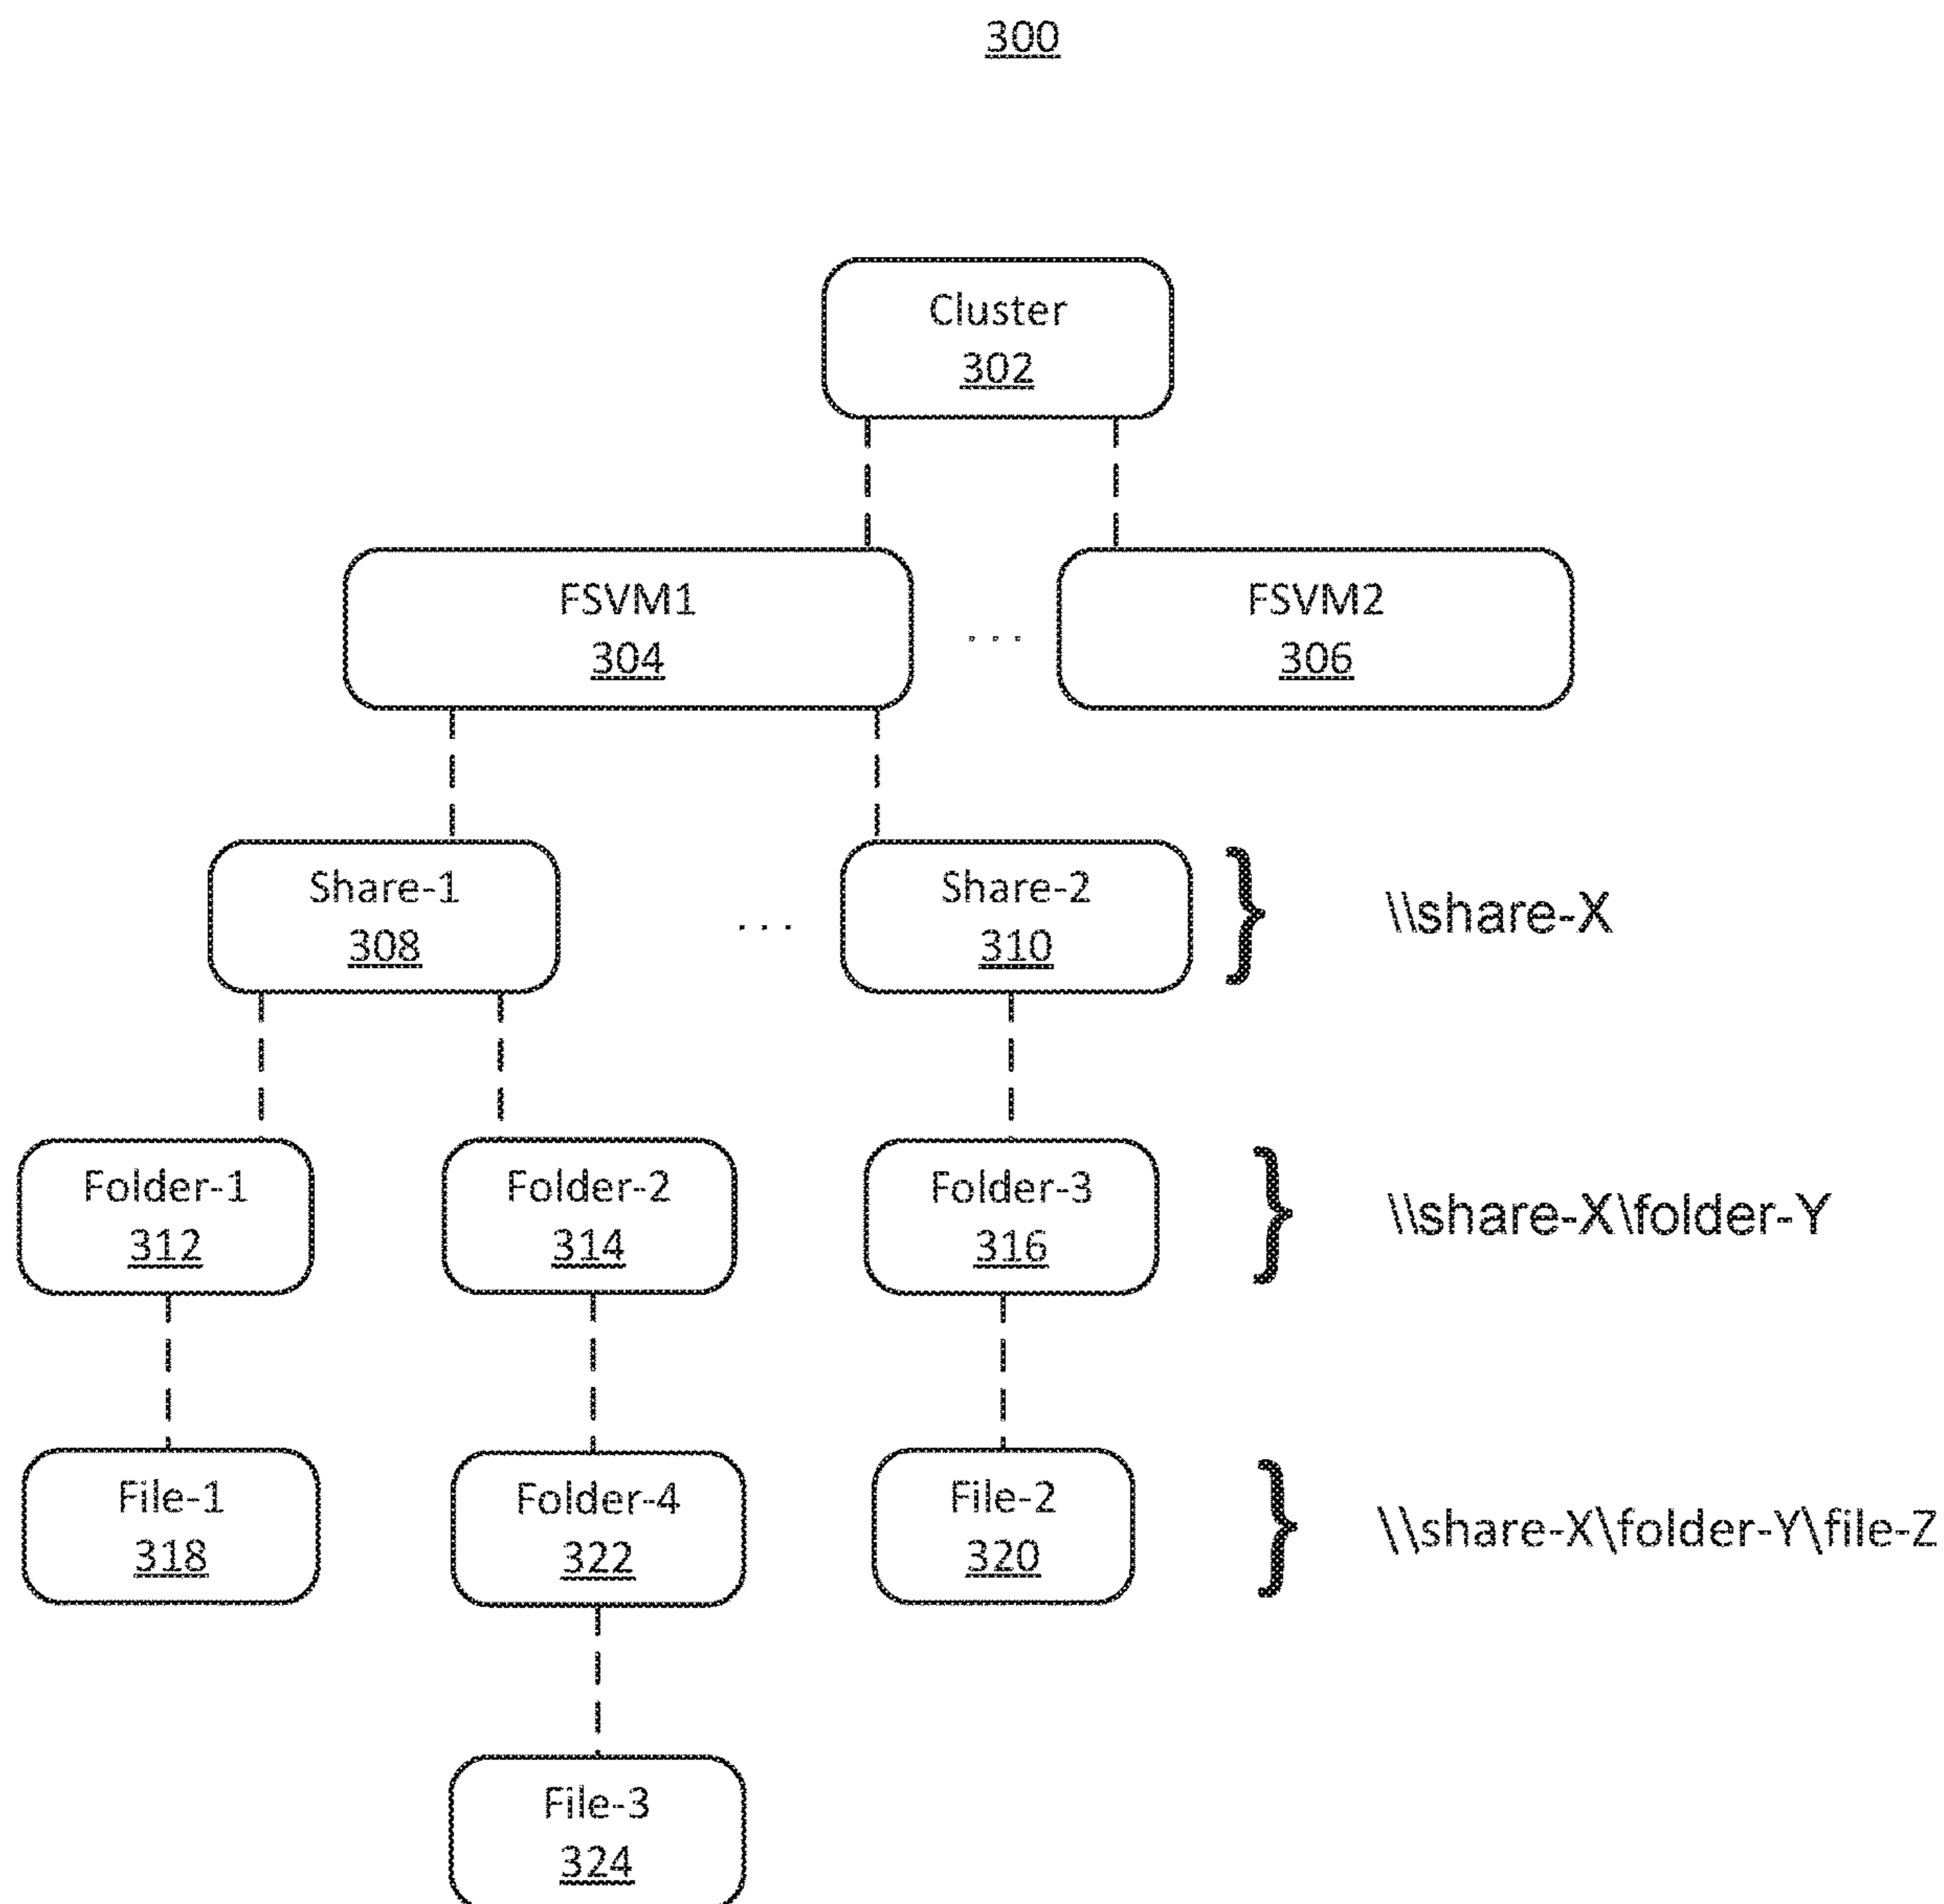 300
Cluster
302
FSVM1
304
...
FSVM2
306
Share-1
308
...
Share-2
310
} \\share-X
Folder-1
312
Folder-2
314
Folder-3
316
} \\share-X\folder-Y
File-1
318
Folder-4
322
File-2
320
} \\share-X\folder-Y\file-Z
File-3
324